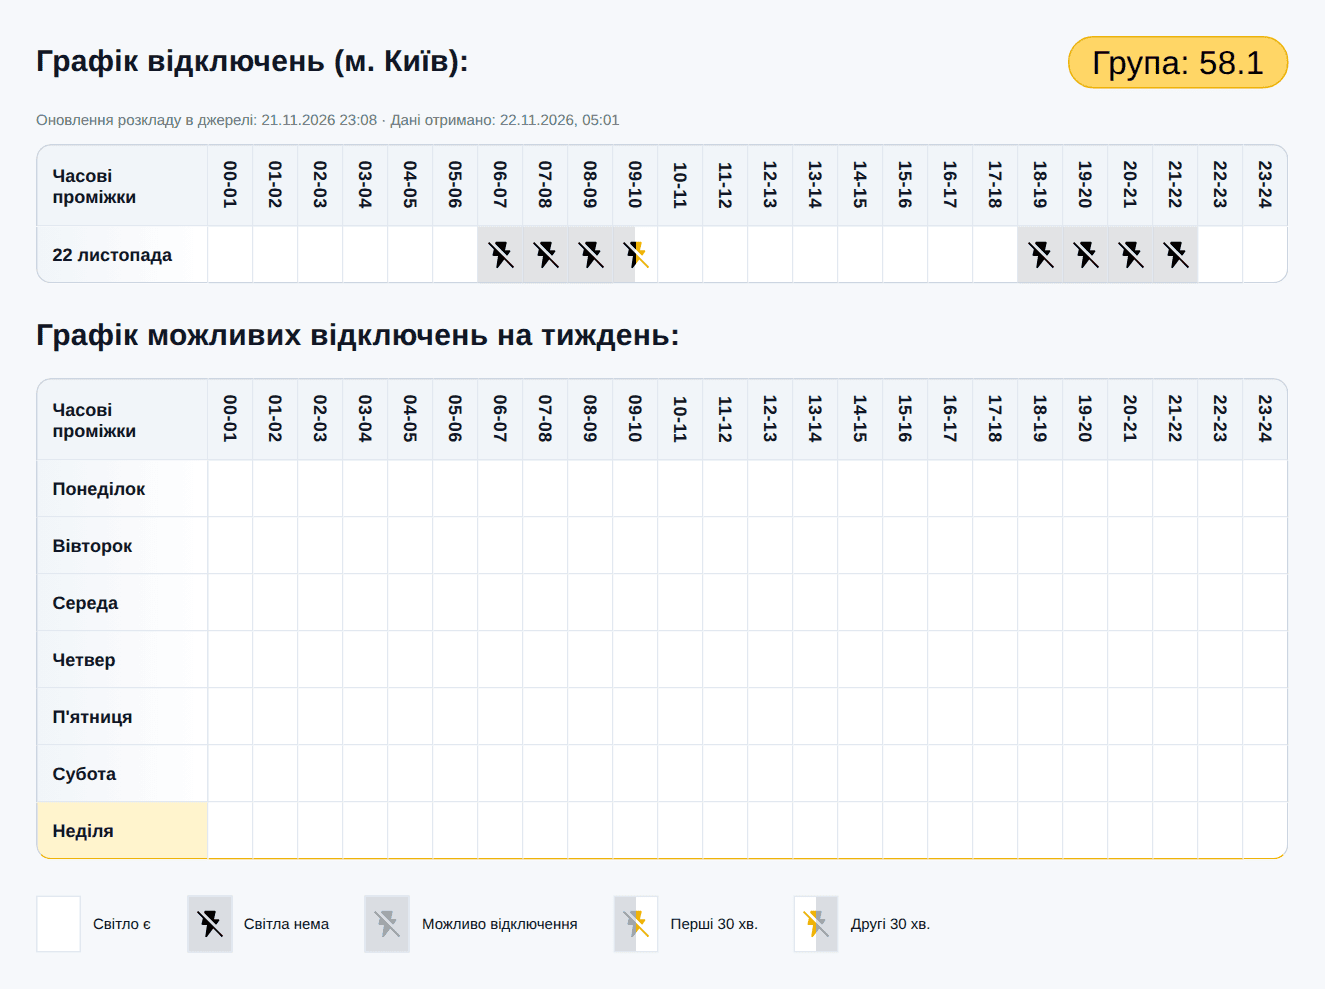 Графік відключень (м. Київ):
Група: 58.1
Оновлення розкладу в джерелі: 21.11.2026 23:08 · Дані отримано: 22.11.2026, 05:01
Часові проміжки 00-01 01-02 02-03 03-04 04-05 05-06 06-07 07-08 08-09 09-10 10-11 11-12 12-13 13-14 14-15 15-16 16-17 17-18 18-19 19-20 20-21 21-22 22-23 23-24
22 листопада
Графік можливих відключень на тиждень:
Часові проміжки 00-01 01-02 02-03 03-04 04-05 05-06 06-07 07-08 08-09 09-10 10-11 11-12 12-13 13-14 14-15 15-16 16-17 17-18 18-19 19-20 20-21 21-22 22-23 23-24
Понеділок
Вівторок
Середа
Четвер
П'ятниця
Субота
Неділя
Світло є Світла нема Можливо відключення Перші 30 хв. Другі 30 хв.